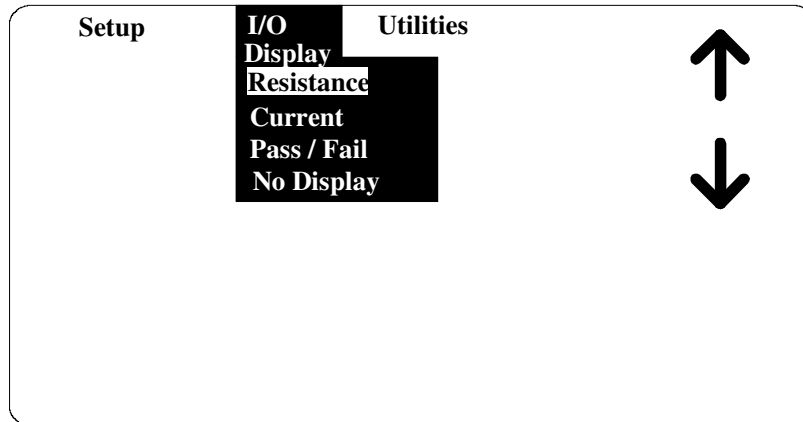 Setup I/O Utilities
Display
Resistance
Current
Pass / Fail
No Display